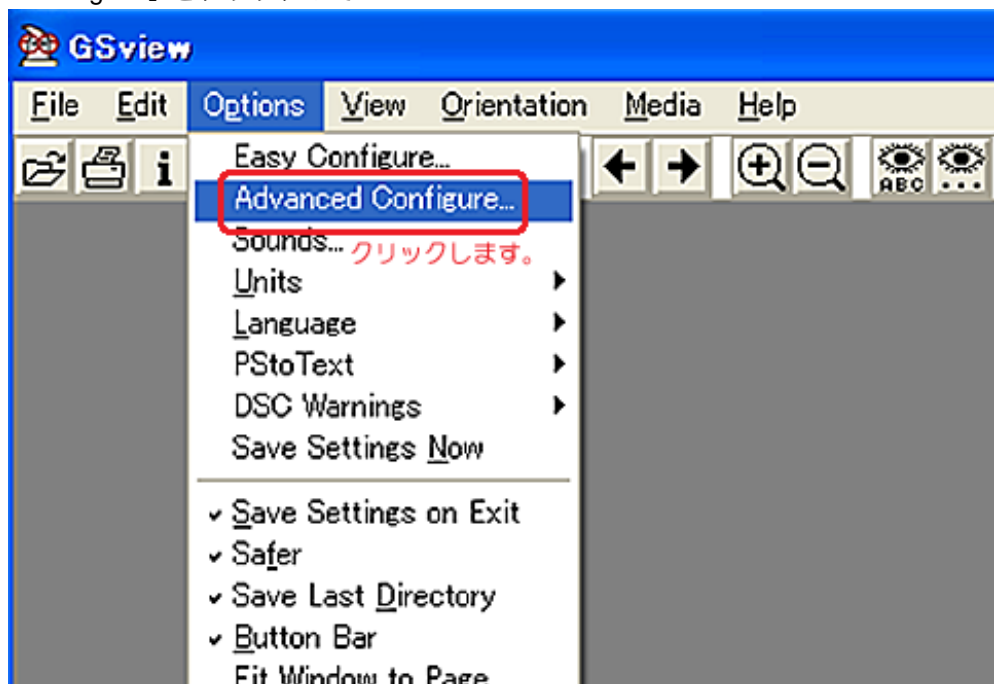 GSview
File Edit Options View Orientation Media Help
Easy Configure...
Advanced Configure...
Sounds...
クリックします。
Units
Language
PStoText
DSC Warnings
Save Settings Now
Save Settings on Exit
Safer
Save Last Directory
Button Bar
Fit Window to Page
i
ABC